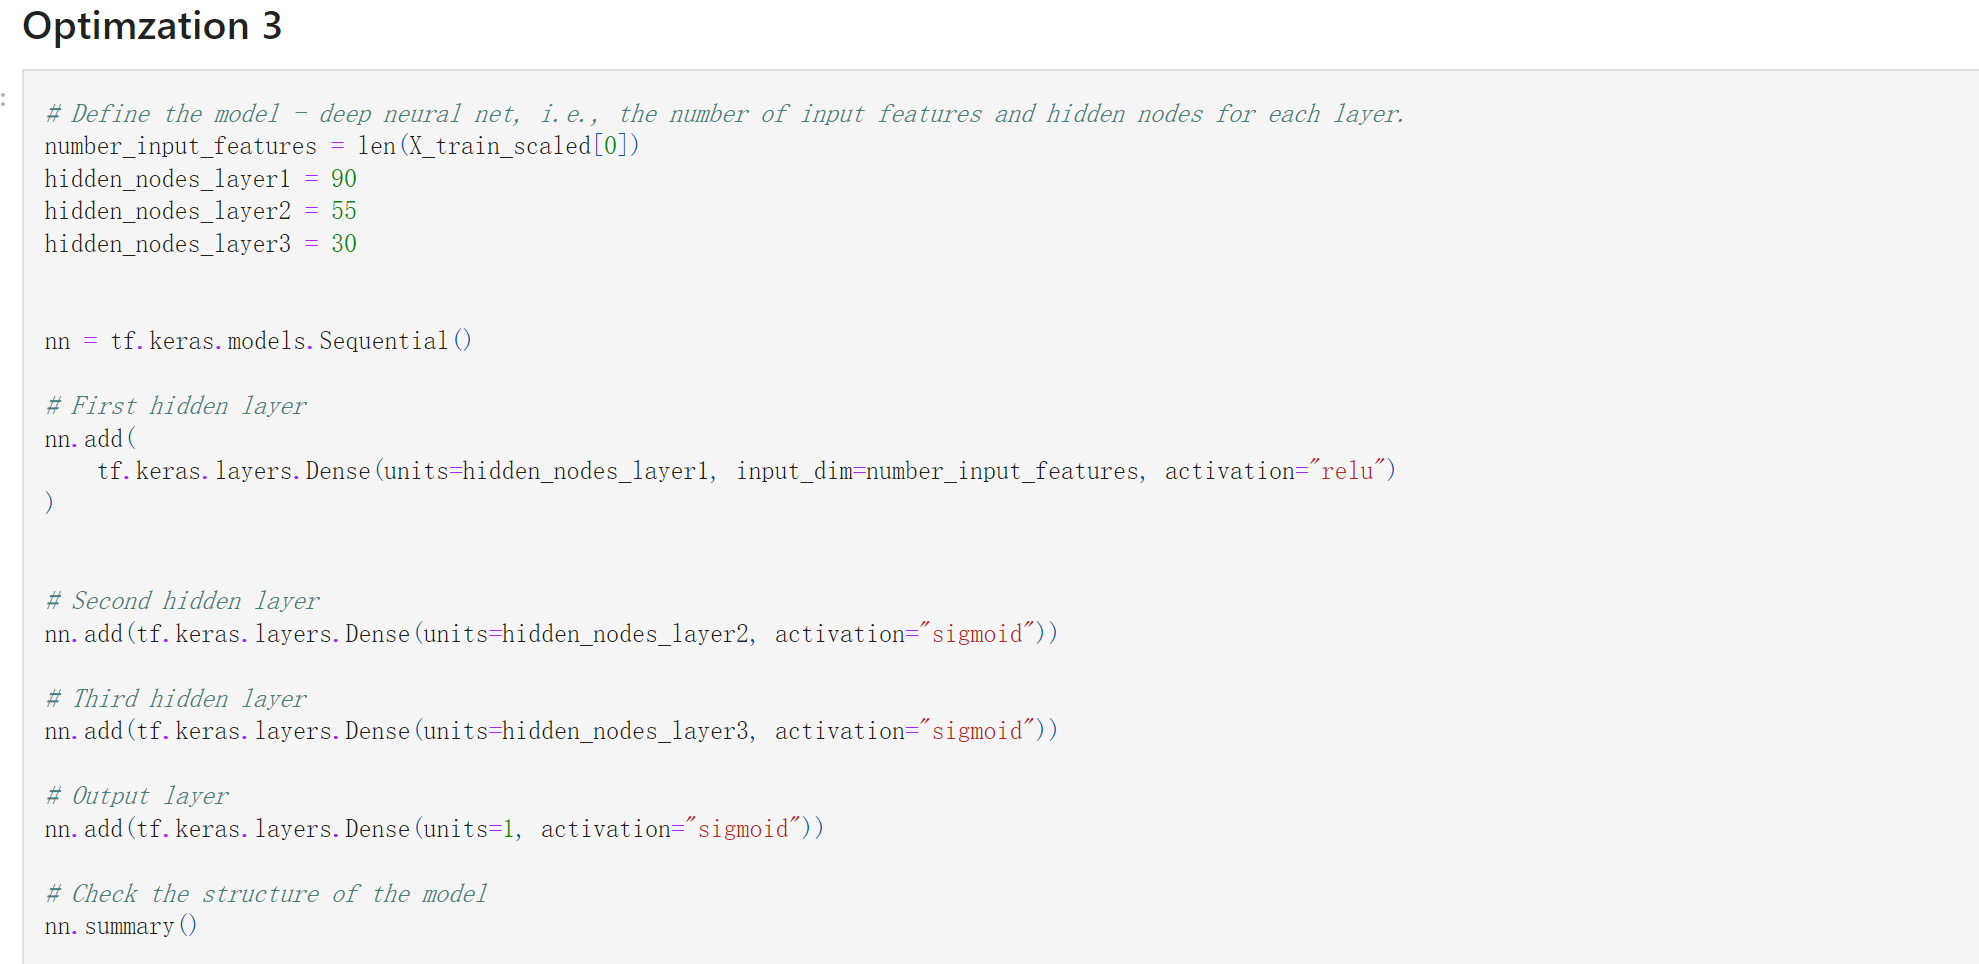 Optimzation 3
:
# Define the model - deep neural net, i.e., the number of input features and hidden nodes for each layer.
number_input_features = len(X_train_scaled[0])
hidden_nodes_layer1 = 90
hidden_nodes_layer2 = 55
hidden_nodes_layer3 = 30
nn = tf.keras.models.Sequential()
# First hidden layer
nn.add(
    tf.keras.layers.Dense(units=hidden_nodes_layer1, input_dim=number_input_features, activation="relu")
)
# Second hidden layer
nn.add(tf.keras.layers.Dense(units=hidden_nodes_layer2, activation="sigmoid"))
# Third hidden layer
nn.add(tf.keras.layers.Dense(units=hidden_nodes_layer3, activation="sigmoid"))
# Output layer
nn.add(tf.keras.layers.Dense(units=1, activation="sigmoid"))
# Check the structure of the model
nn.summary()